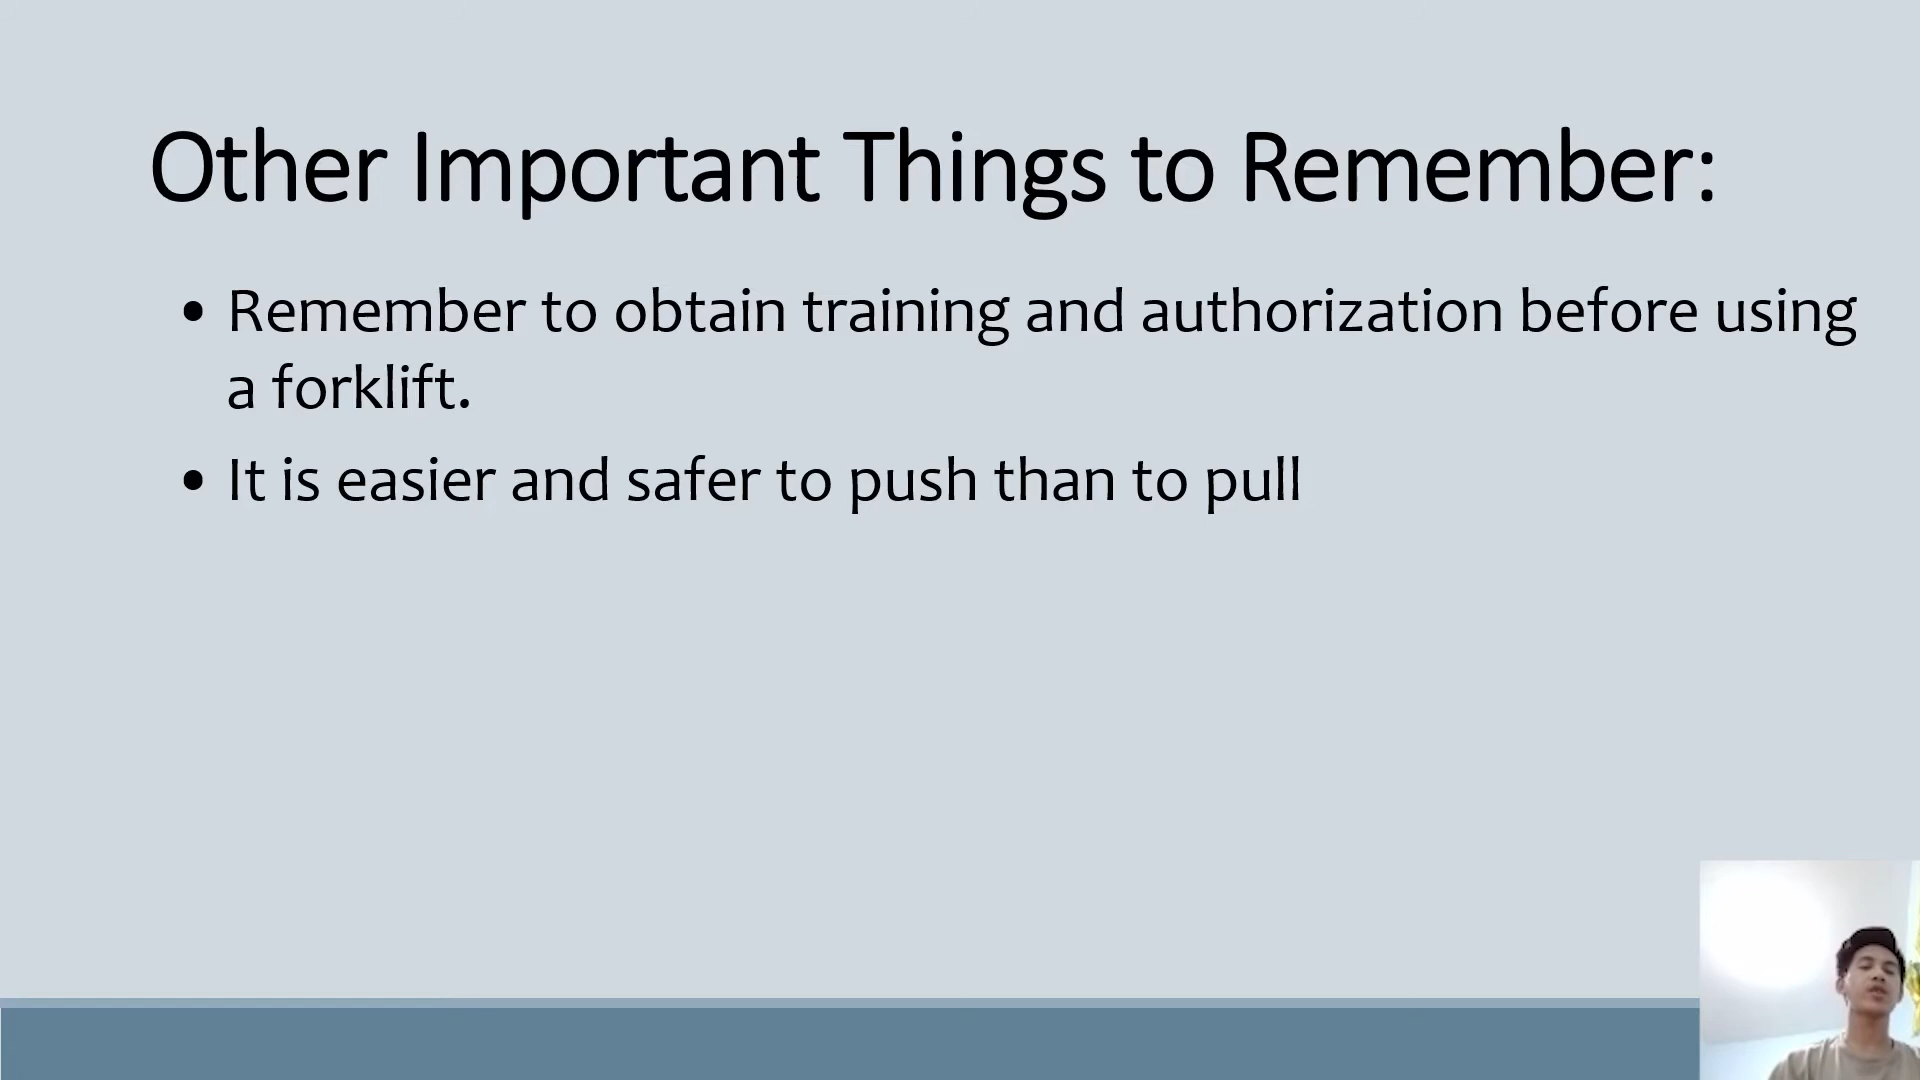 Other Important Things to Remember:
• Remember to obtain training and authorization before using
a forklift.
• It is easier and safer to push than to pull